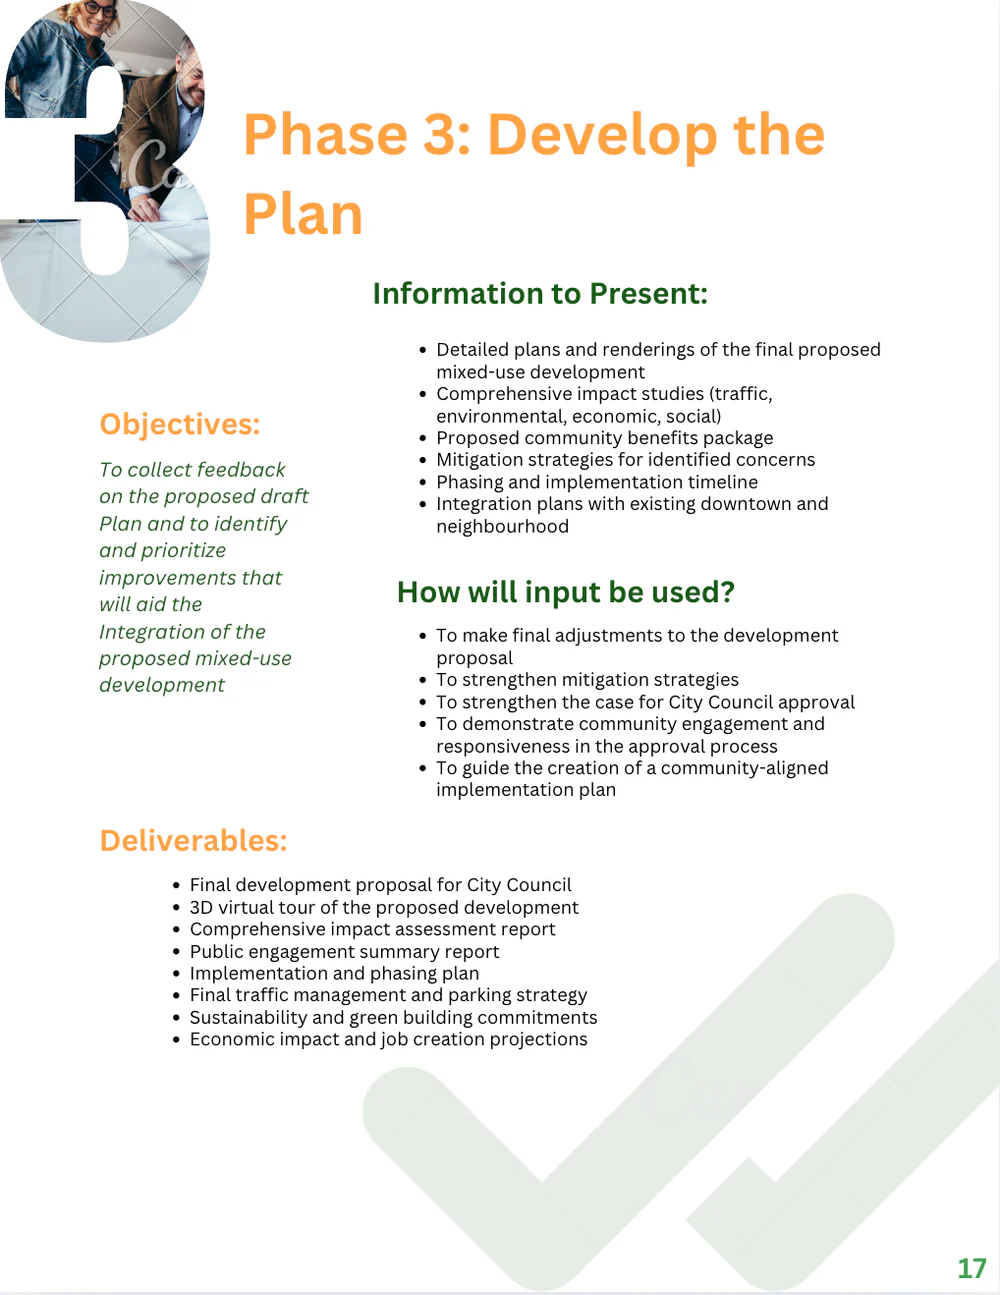 Phase 3: Develop the
Plan
Information to Present:
• Detailed plans and renderings of the final proposed
mixed-use development
• Comprehensive impact studies (traffic,
environmental, economic, social)
• Proposed community benefits package
• Mitigation strategies for identified concerns
• Phasing and implementation timeline
• Integration plans with existing downtown and
neighbourhood
Objectives:
To collect feedback
on the proposed draft
Plan and to identify
and prioritize
improvements that
will aid the
Integration of the
proposed mixed-use
development
How will input be used?
• To make final adjustments to the development
proposal
• To strengthen mitigation strategies
• To strengthen the case for City Council approval
• To demonstrate community engagement and
responsiveness in the approval process
• To guide the creation of a community-aligned
implementation plan
Deliverables:
• Final development proposal for City Council
• 3D virtual tour of the proposed development
• Comprehensive impact assessment report
• Public engagement summary report
• Implementation and phasing plan
• Final traffic management and parking strategy
• Sustainability and green building commitments
• Economic impact and job creation projections
17